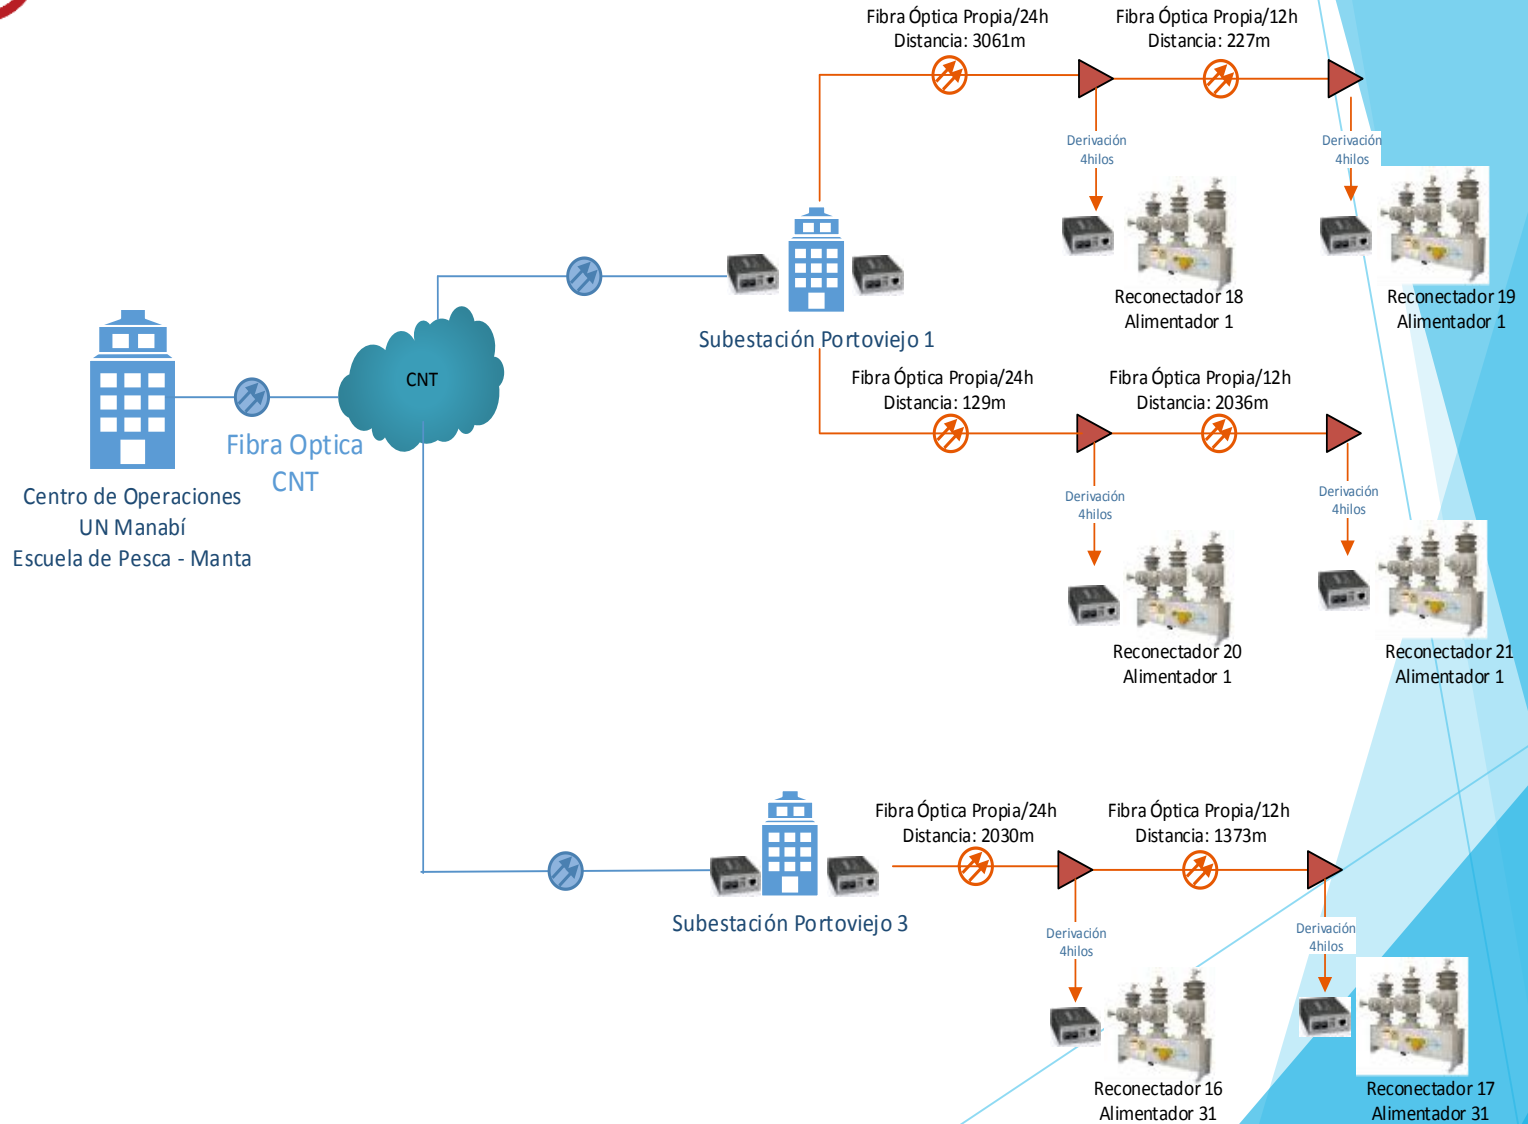 Fibra Óptica Propia/24h
Distancia: 3061m
Fibra Óptica Propia/12h
Distancia: 227m
Derivación
4hilos
Derivación
4hilos
Reconectador 18
Alimentador 1
Reconectador 19
Alimentador 1
Subestación Portoviejo 1
CNT
Fibra Optica
CNT
Centro de Operaciones
UN Manabí
Escuela de Pesca - Manta
Fibra Óptica Propia/24h
Distancia: 129m
Fibra Óptica Propia/12h
Distancia: 2036m
Derivación
4hilos
Derivación
4hilos
Reconectador 20
Alimentador 1
Reconectador 21
Alimentador 1
Fibra Óptica Propia/24h
Distancia: 2030m
Fibra Óptica Propia/12h
Distancia: 1373m
Subestación Portoviejo 3
Derivación
4hilos
Derivación
4hilos
Reconectador 16
Alimentador 31
Reconectador 17
Alimentador 31